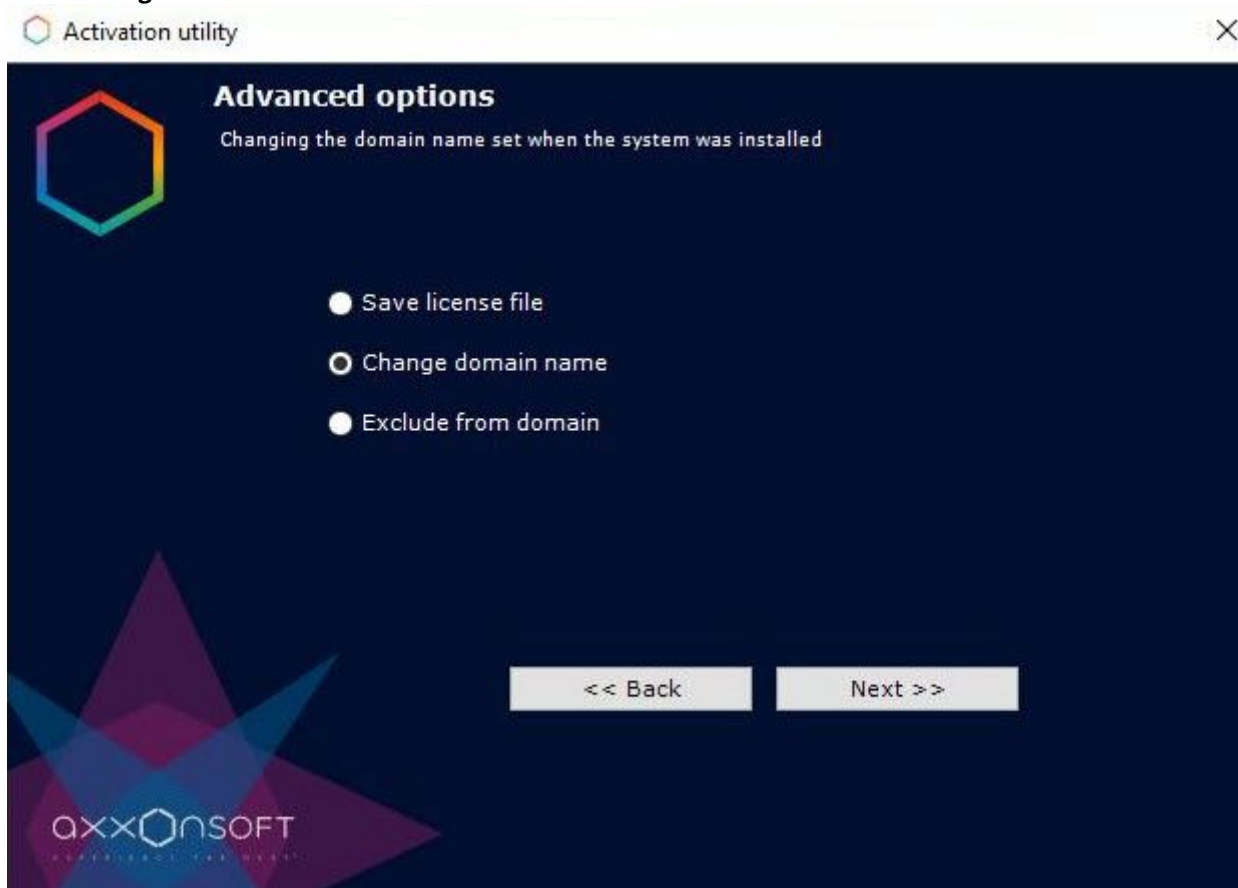 Activation utility
Advanced options
Changing the domain name set when the system was installed
Save license file
Change domain name
Exclude from domain
<< Back
Next >>
axxonsoft